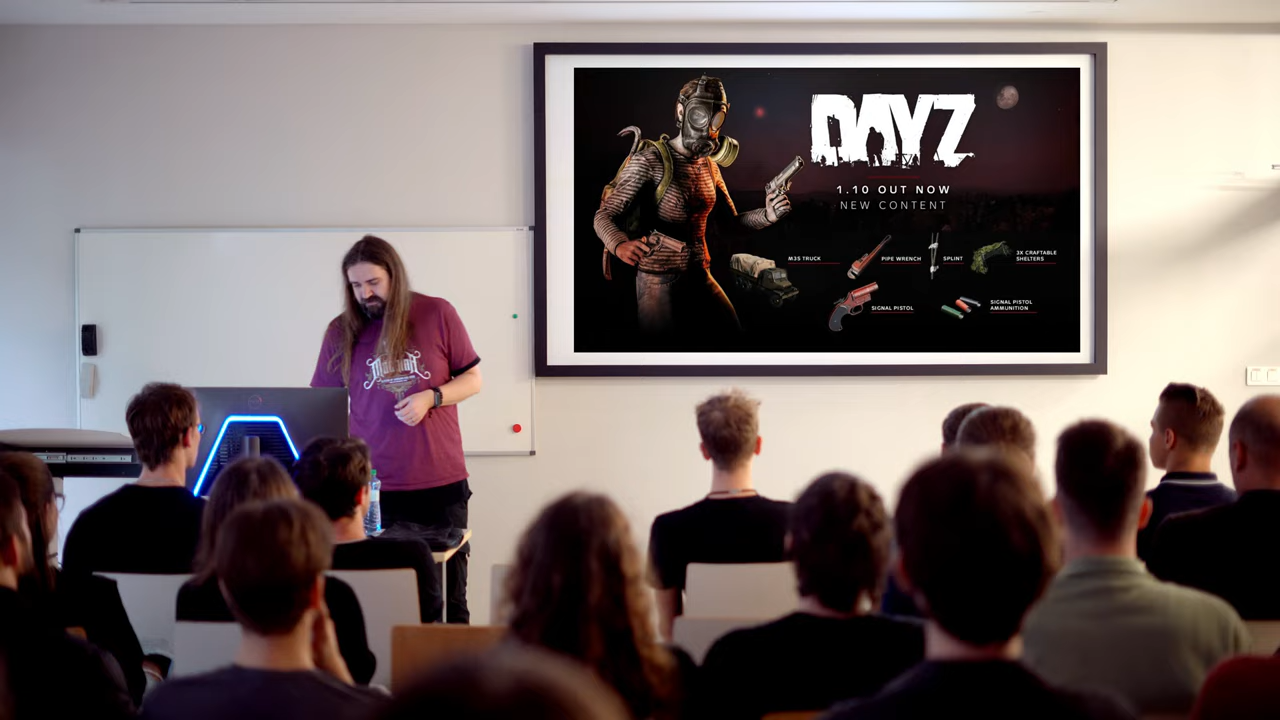 DAYZ
1.10 OUT NOW
NEW CONTENT
M3S TRUCK
PIPE WRENCH
SPLINT
3X CRAFTABLE
SHELTERS
SIGNAL PISTOL
SIGNAL PISTOL
AMMUNITION